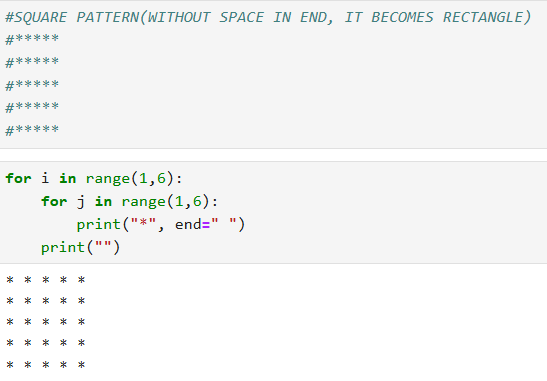 #SQUARE PATTERN(WITHOUT SPACE IN END, IT BECOMES RECTANGLE)
#*****
#*****
#*****
#*****
#*****
for i in range(1,6):
    for j in range(1,6):
        print("*", end=" ")
    print("")
* * * * *
* * * * *
* * * * *
* * * * *
* * * * *